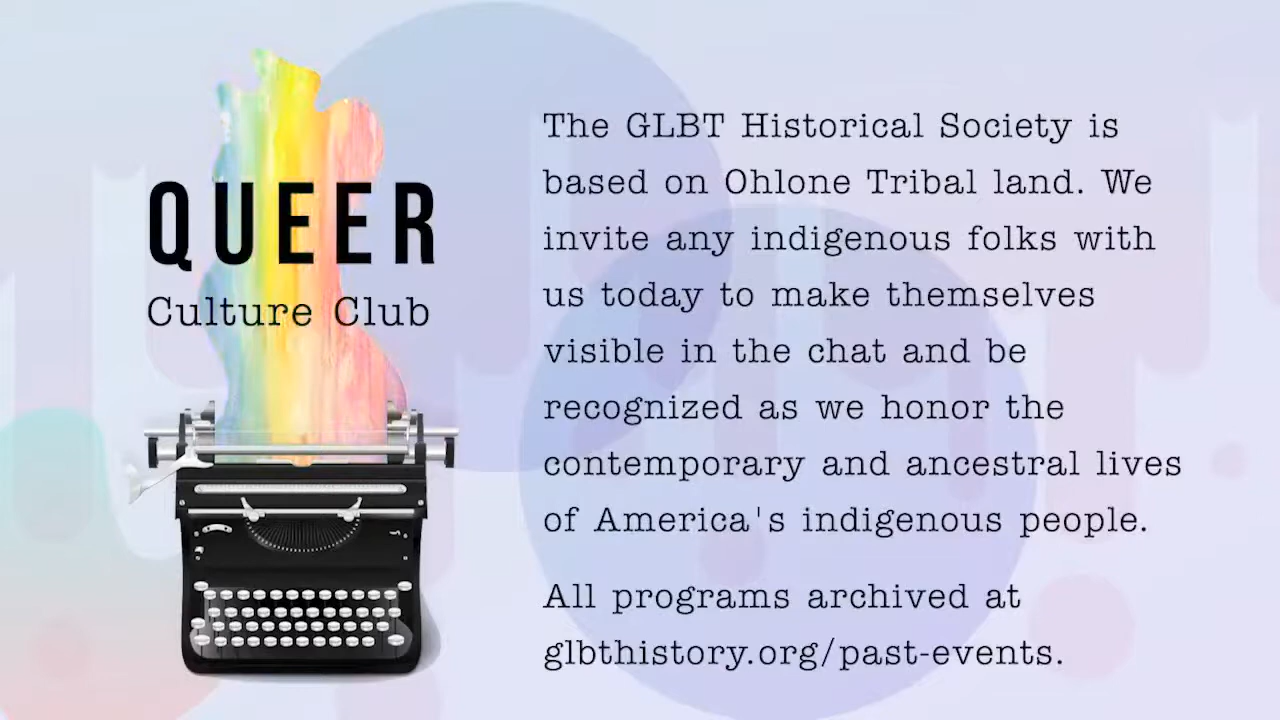 QUEER
Culture Club
The GLBT Historical Society is
based on Ohlone Tribal land. We
invite any indigenous folks with
us today to make themselves
visible in the chat and be
recognized as we honor the
contemporary and ancestral lives
of America's indigenous people.
All programs archived at
glbthistory.org/past-events.